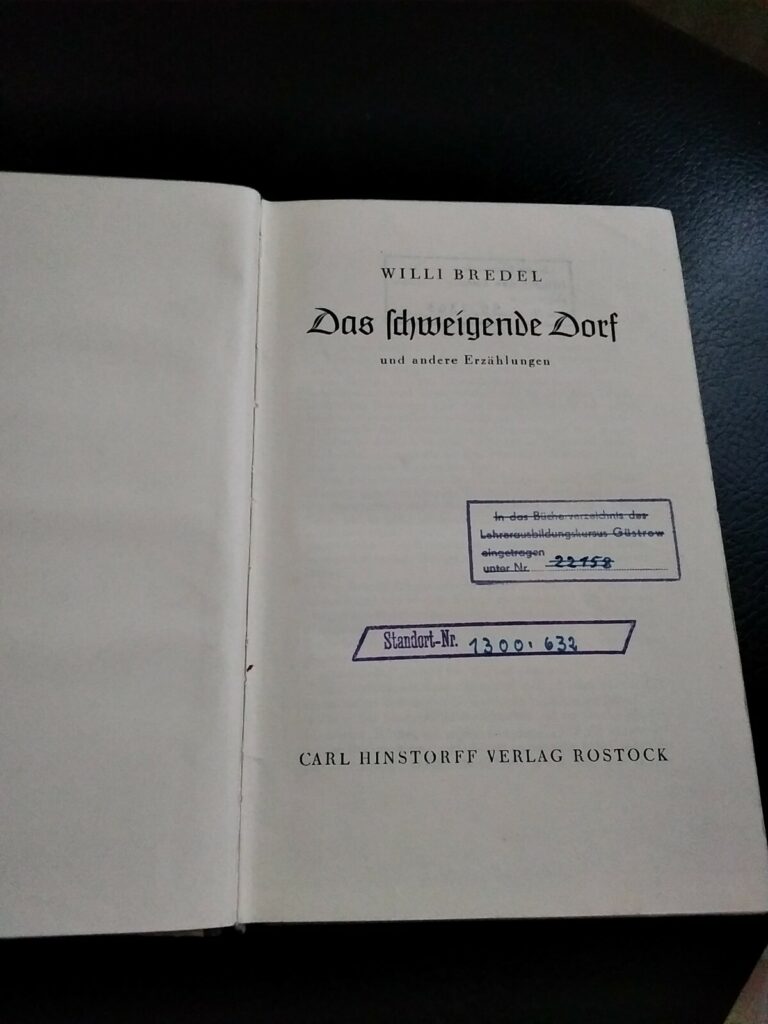 WILLI BREDEL
Das schweigende Dorf
und andere Erzählungen
In das Bücherverzeichnis des
Lehrerausbildungskursus Güstrow
eingetragen
unter Nr. 22158
Standort-Nr. 1300. 632
CARL HINSTORFF VERLAG ROSTOCK